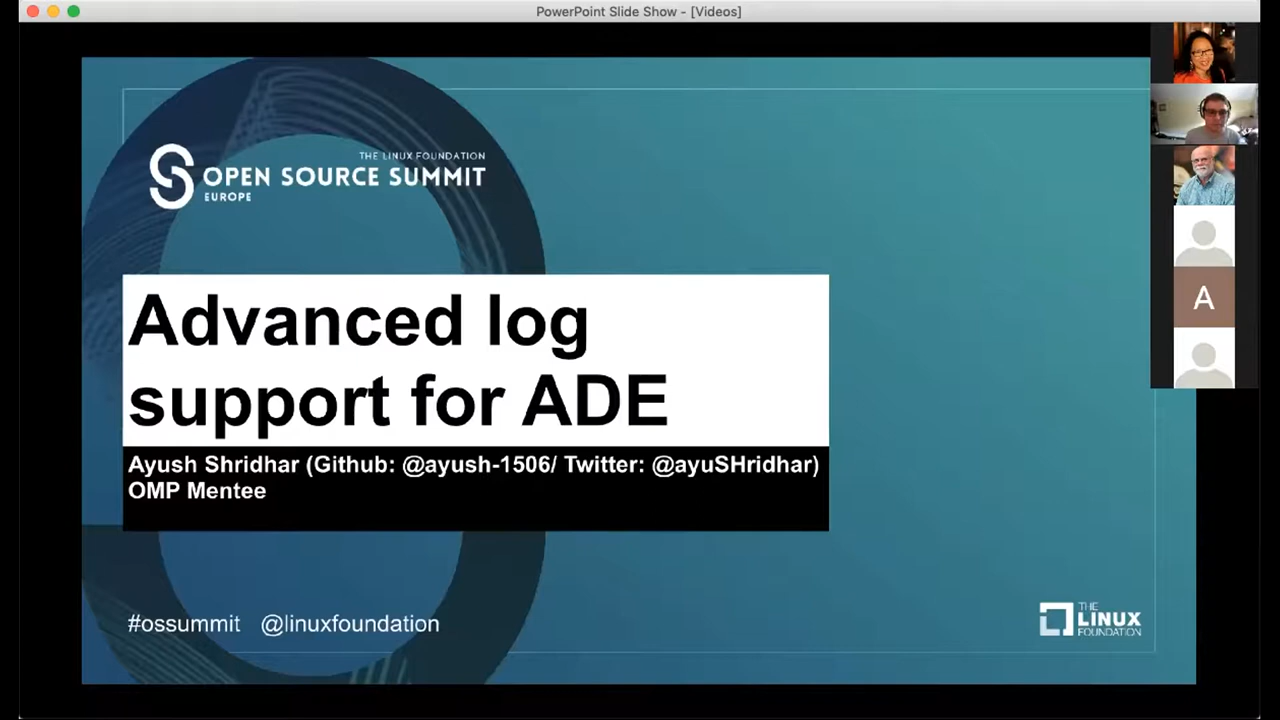 PowerPoint Slide Show - [Videos]
THE LINUX FOUNDATION
OPEN SOURCE SUMMIT
EUROPE
Advanced log
support for ADE
Ayush Shridhar (Github: @ayush-1506/ Twitter: @ayuSHridhar)
OMP Mentee
#ossummit @linuxfoundation
THE
LINUX
FOUNDATION
A